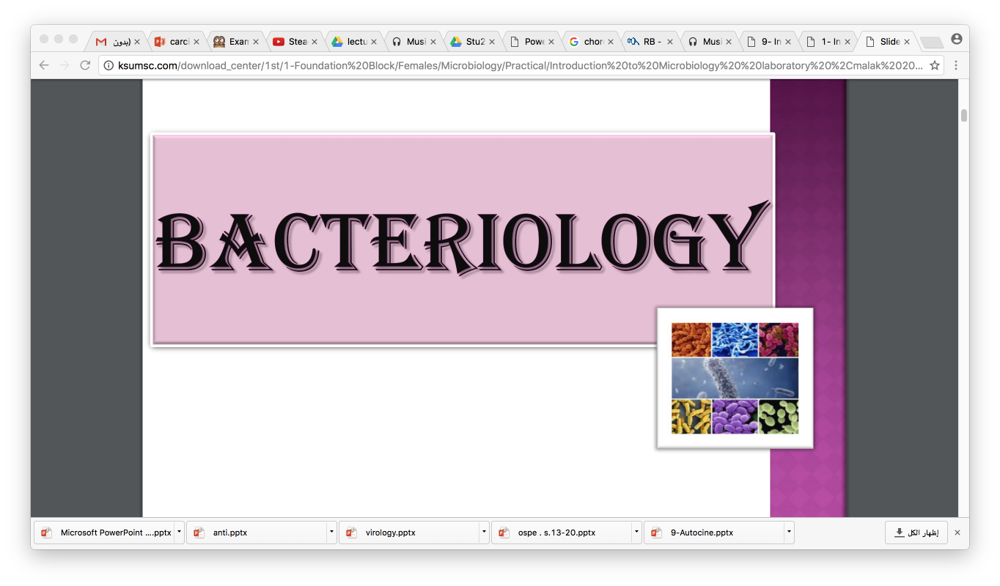 (بدون
carci
Exam
Stea
lectu
Musi
Stu2
Powe
chor
RB -
Musi
9- In
1- In
Slide
ksumsc.com/download_center/1st/1-Foundation%20Block/Females/Microbiology/Practical/Introduction%20to%20Microbiology%20%20laboratory%20%2Cmalak%2020...
BACTERIOLOGY
Microsoft PowerPoint ....pptx
anti.pptx
virology.pptx
ospe . s.13-20.pptx
9-Autocine.pptx
إظهار الكل